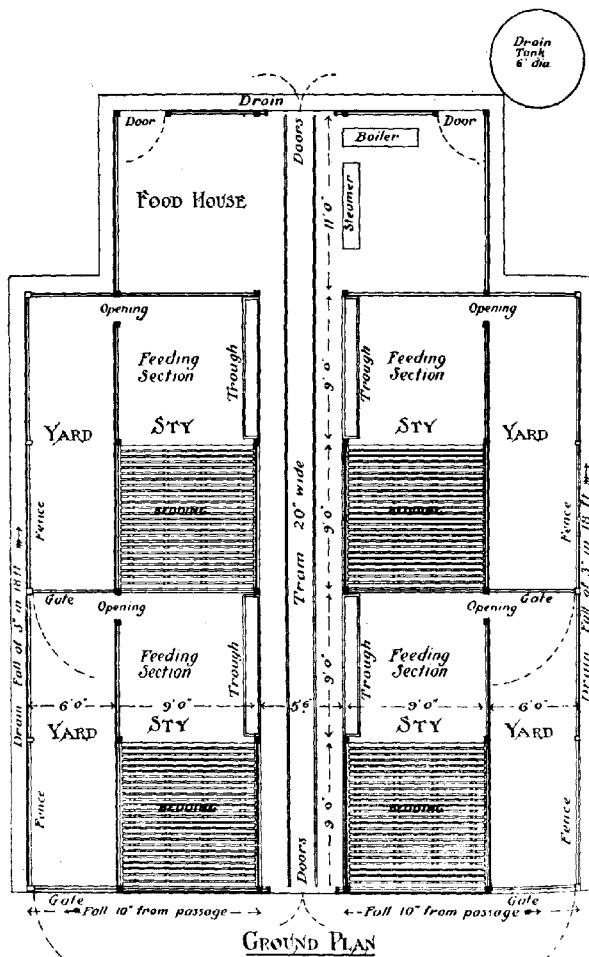 Drain
Tank
6' dia
Drain
Door
Doors
Boiler
Door
FOOD HOUSE
Steamer
11' 0"
Opening
Opening
Feeding
Section
Trough
Trough
Feeding
Section
9' 0"
YARD
STY
STY
YARD
Tram 20" wide
BEDDING
BEDDING
9' 0"
Fence
Fence
Drain Fall of 3" in 18 ft
Drain Fall of 3" in 18 ft
Gate
Gate
Opening
Opening
Feeding
Section
Trough
Trough
Feeding
Section
9' 0"
6' 0"
9' 0"
5' 6"
9' 0"
6' 0"
YARD
STY
STY
YARD
BEDDING
BEDDING
9' 0"
Fence
Fence
Doors
Gate
Gate
Fall 10" from passage
Fall 10" from passage
GROUND PLAN